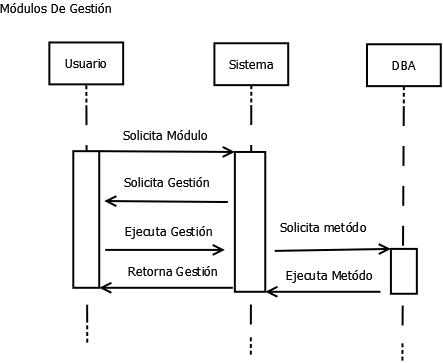 Módulos De Gestión
Usuario
Sistema
DBA
Solicita Módulo
Solicita Gestión
Ejecuta Gestión
Solicita metódo
Retorna Gestión
Ejecuta Metódo